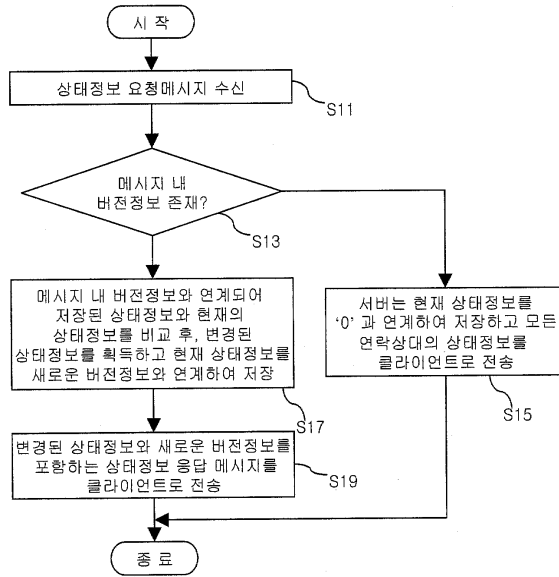 시 작
상태정보 요청메시지 수신
S11
메시지 내
버전정보 존재?
S13
메시지 내 버전정보와 연계되어
저장된 상태정보와 현재의
상태정보를 비교 후, 변경된
상태정보를 획득하고 현재 상태정보를
새로운 버전정보와 연계하여 저장
S17
서버는 현재 상태정보를
'0' 과 연계하여 저장하고 모든
연락상대의 상태정보를
클라이언트로 전송
S15
변경된 상태정보와 새로운 버전정보를
포함하는 상태정보 응답 메시지를
클라이언트로 전송
S19
종 료